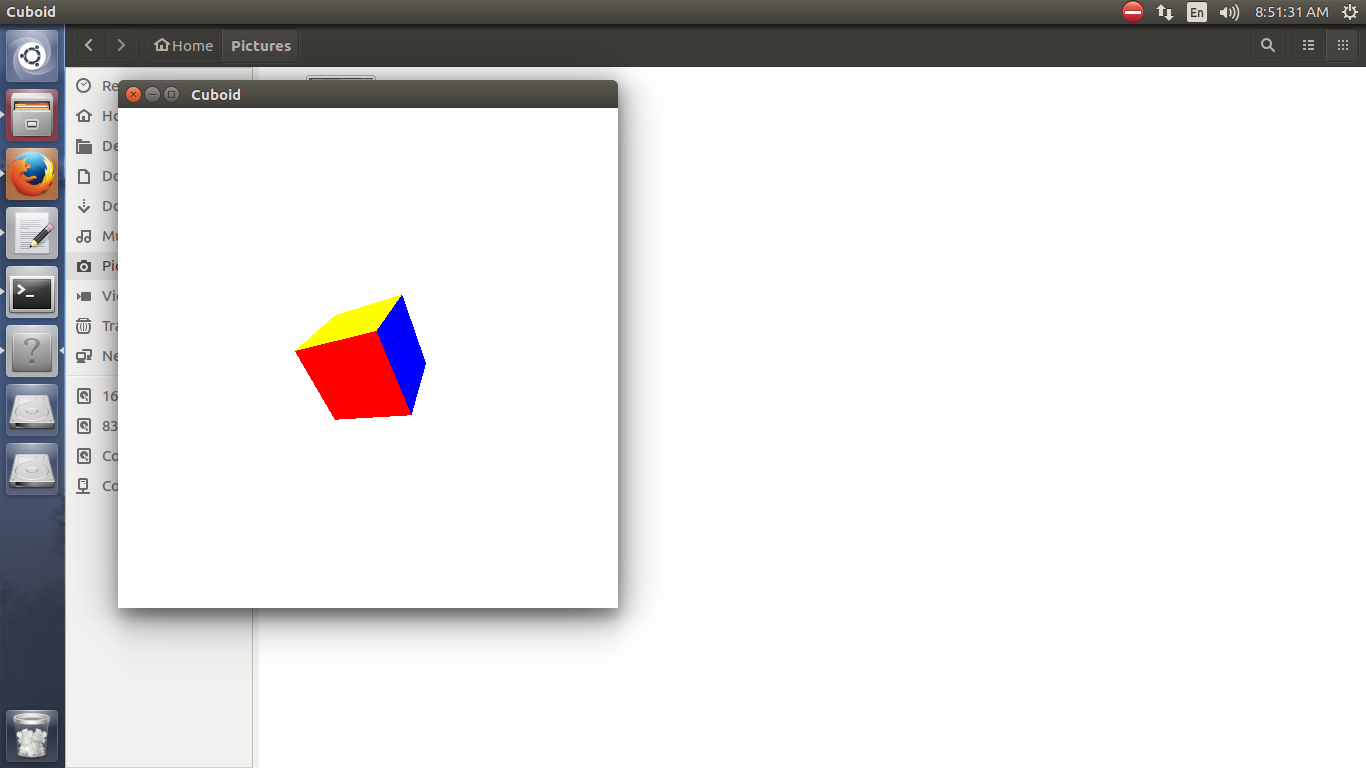 Cuboid
En
8:51:31 AM
Home
Pictures
Re
Cuboid
Ho
De
Do
Do
Mu
Pic
Vi
Tra
Ne
16
83
Co
Co